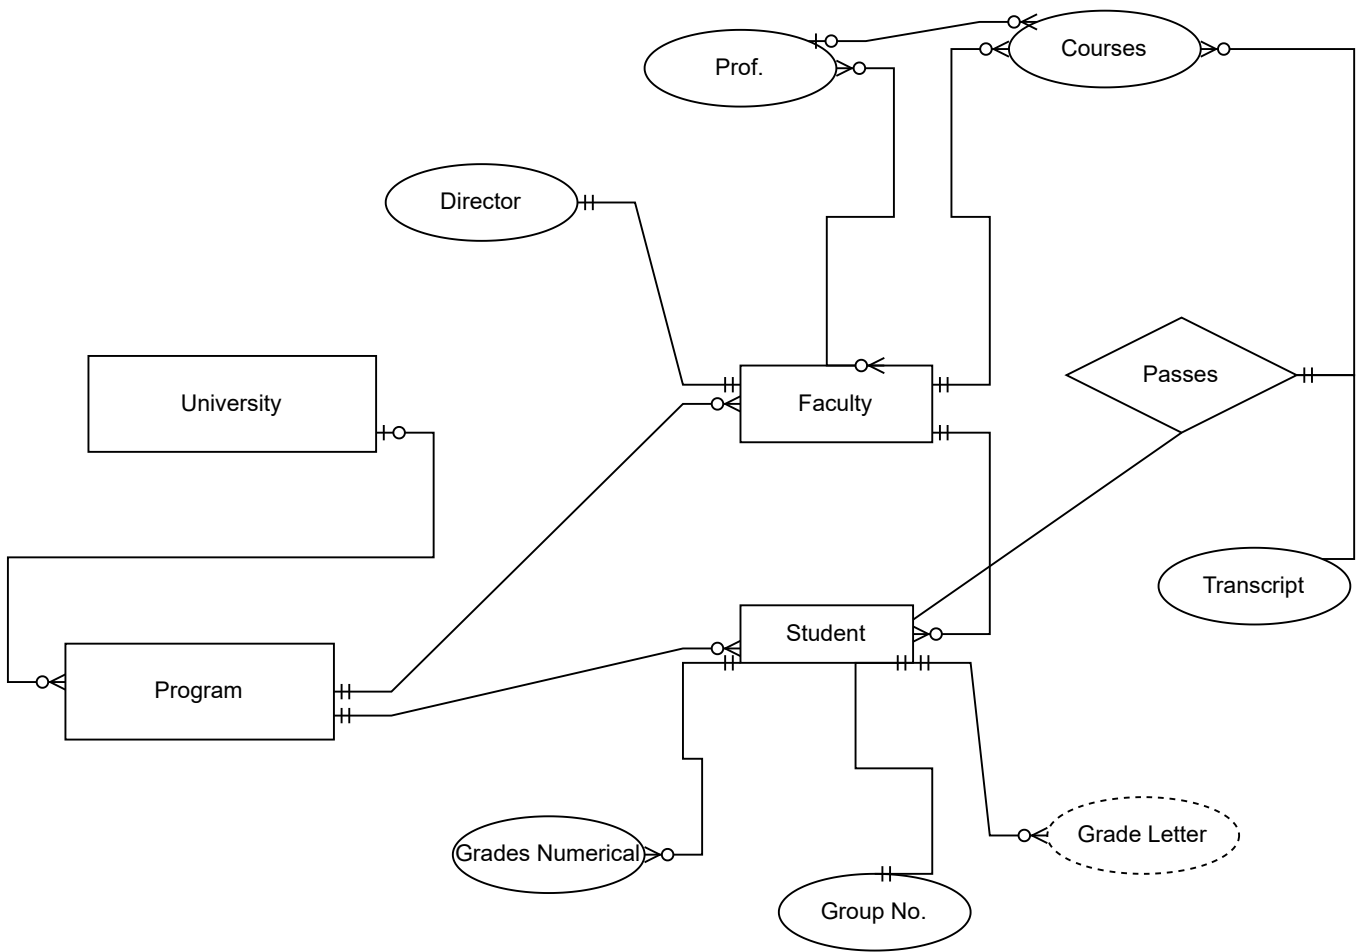 Courses
Prof.
Director
Passes
University
Faculty
Transcript
Student
Program
Grade Letter
Grades Numerical
Group No.